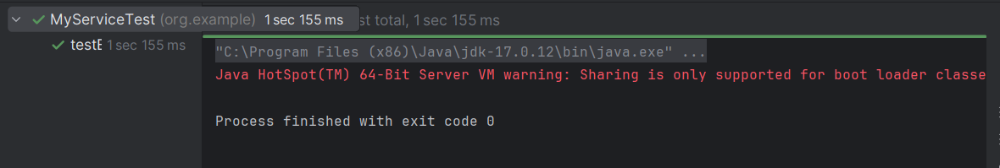 MyServiceTest (org.example) 1 sec 155 ms st total, 1 sec 155 ms
testE 1 sec 155 ms
"C:\Program Files (x86)\Java\jdk-17.0.12\bin\java.exe" ...
Java HotSpot(TM) 64-Bit Server VM warning: Sharing is only supported for boot loader classe
Process finished with exit code 0